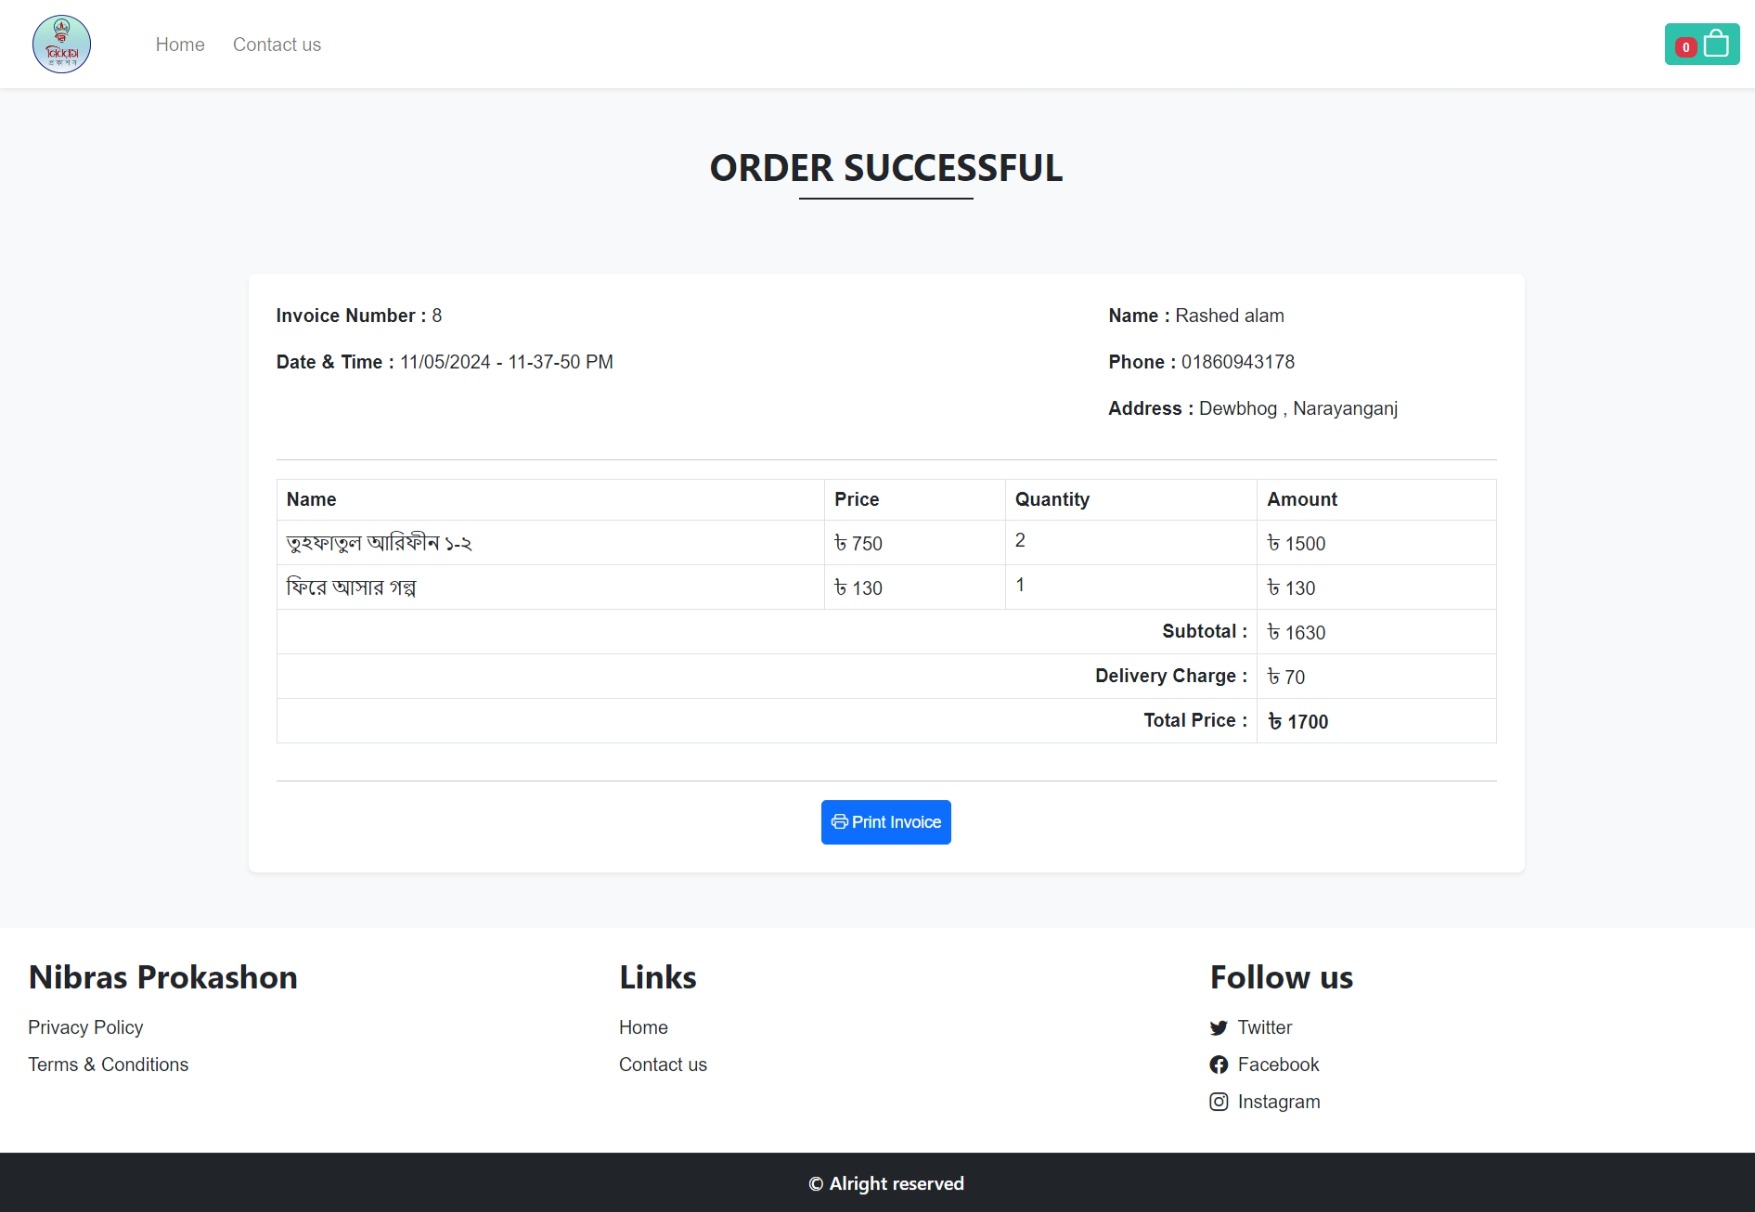 প্রকাশন
Home
Contact us
0
ORDER SUCCESSFUL
Invoice Number : 8
Date & Time : 11/05/2024 - 11-37-50 PM
Name : Rashed alam
Phone : 01860943178
Address : Dewbhog , Narayanganj
Name Price Quantity Amount
তুহফাতুল আরিফীন ১-২ ৳ 750 2 ৳ 1500
ফিরে আসার গল্প ৳ 130 1 ৳ 130
Subtotal : ৳ 1630
Delivery Charge : ৳ 70
Total Price : ৳ 1700
Print Invoice
Nibras Prokashon
Privacy Policy
Terms & Conditions
Links
Home
Contact us
Follow us
Twitter
Facebook
Instagram
© Alright reserved